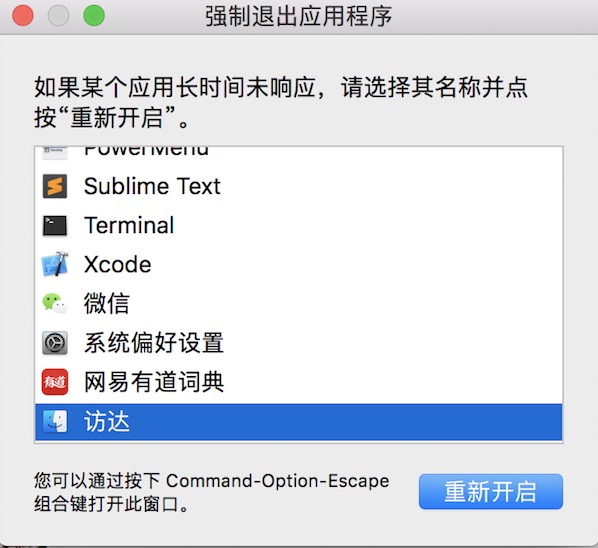 强制退出应用程序
如果某个应用长时间未响应，请选择其名称并点
按“重新开启”。
PowerMenu
Sublime Text
Terminal
Xcode
微信
系统偏好设置
有道
网易有道词典
访达
您可以通过按下 Command-Option-Escape
组合键打开此窗口。
重新开启